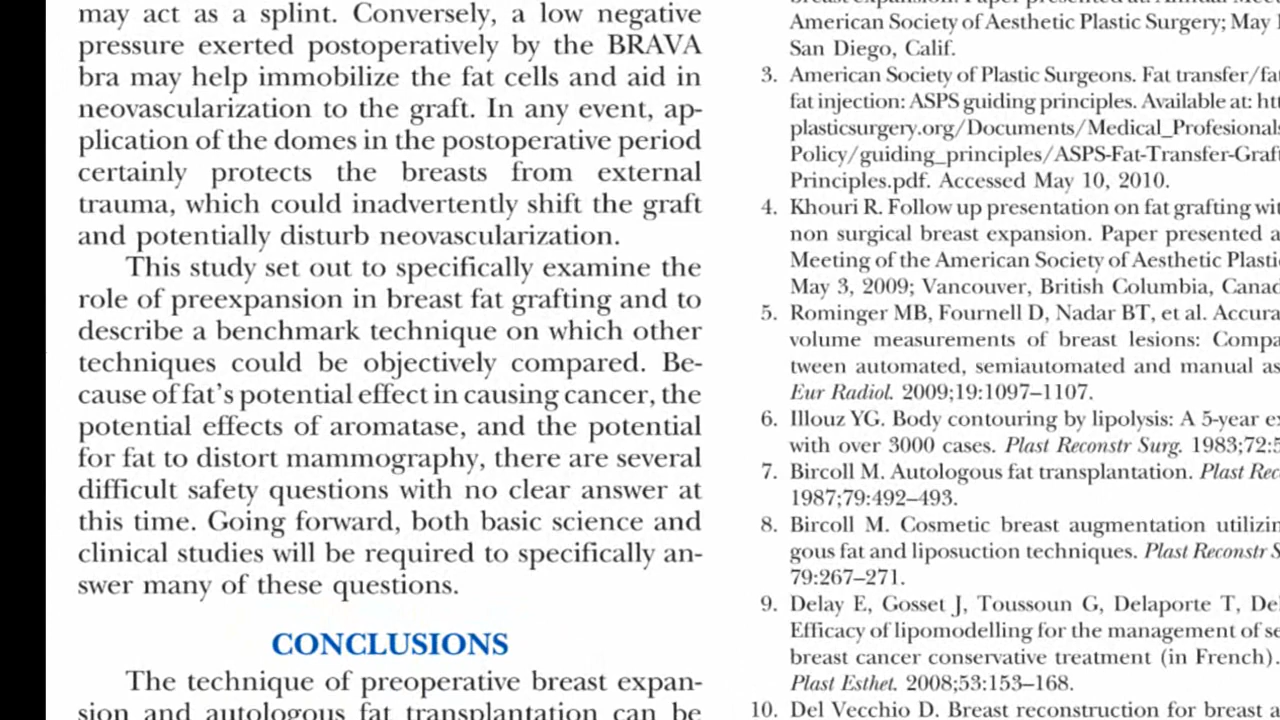 may act as a splint. Conversely, a low negative
pressure exerted postoperatively by the BRAVA
bra may help immobilize the fat cells and aid in
neovascularization to the graft. In any event, ap-
plication of the domes in the postoperative period
certainly protects the breasts from external
trauma, which could inadvertently shift the graft
and potentially disturb neovascularization.
This study set out to specifically examine the
role of preexpansion in breast fat grafting and to
describe a benchmark technique on which other
techniques could be objectively compared. Be-
cause of fat's potential effect in causing cancer, the
potential effects of aromatase, and the potential
for fat to distort mammography, there are several
difficult safety questions with no clear answer at
this time. Going forward, both basic science and
clinical studies will be required to specifically an-
swer many of these questions.
CONCLUSIONS
The technique of preoperative breast expan-
sion and autologous fat transplantation can be
American Society of Aesthetic Plastic Surgery; May
San Diego, Calif.
3. American Society of Plastic Surgeons. Fat transfer/fat
fat injection: ASPS guiding principles. Available at:
plasticsurgery.org/Documents/Medical_Profesional
Policy/guiding_principles/ASPS-Fat-Transfer-Graf
Principles.pdf. Accessed May 10, 2010.
4. Khouri R. Follow up presentation on fat grafting
non surgical breast expansion. Paper presented a
Meeting of the American Society of Aesthetic
May 3, 2009; Vancouver, British Columbia,
5. Rominger MB, Fournell D, Nadar BT, et al.
volume measurements of breast lesions:
tween automated, semiautomated and manual as
Eur Radiol. 2009;19:1097–1107.
6. Illouz YG. Body contouring by lipolysis: A 5-year
with over 3000 cases. Plast Reconstr Surg. 1983;72:
7. Bircoll M. Autologous fat transplantation. Plast Rec
1987;79:492–493.
8. Bircoll M. Cosmetic breast augmentation
gous fat and liposuction techniques. Plast Reconstr
79:267–271.
9. Delay E, Gosset J, Toussoun G, Delaporte T,
Efficacy of lipomodelling for the management of
breast cancer conservative treatment (in French).
Plast Esthet. 2008;53:153–168.
10. Del Vecchio D. Breast reconstruction for breast